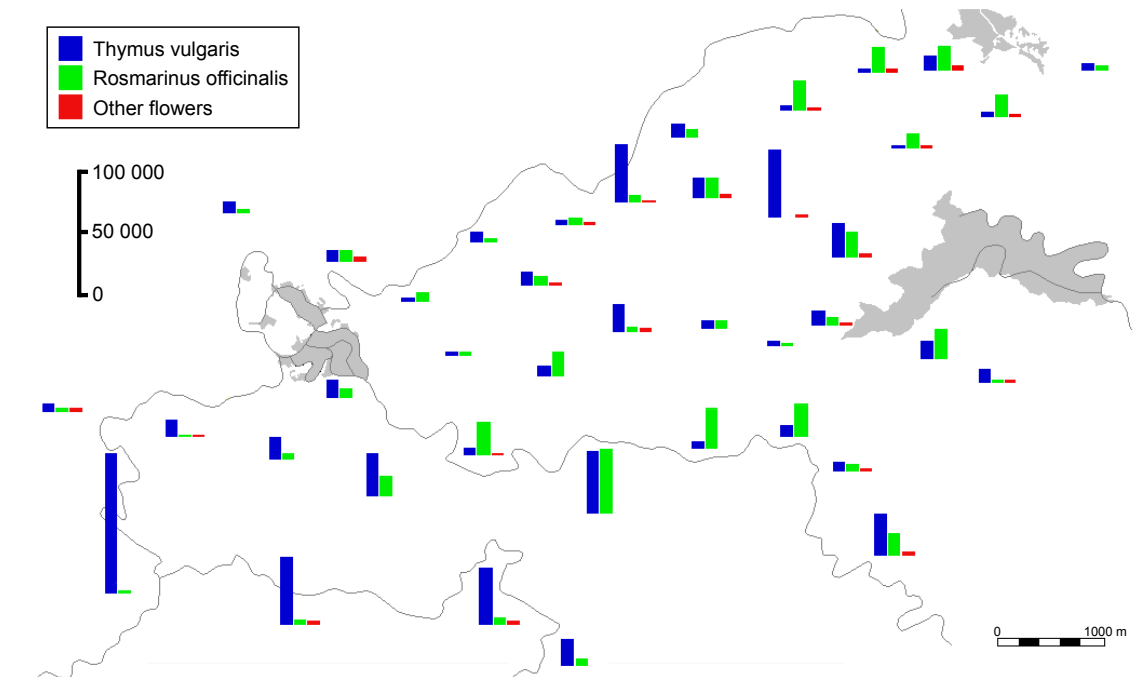 Thymus vulgaris
Rosmarinus officinalis
Other flowers
100 000
50 000
0
0 1000 m